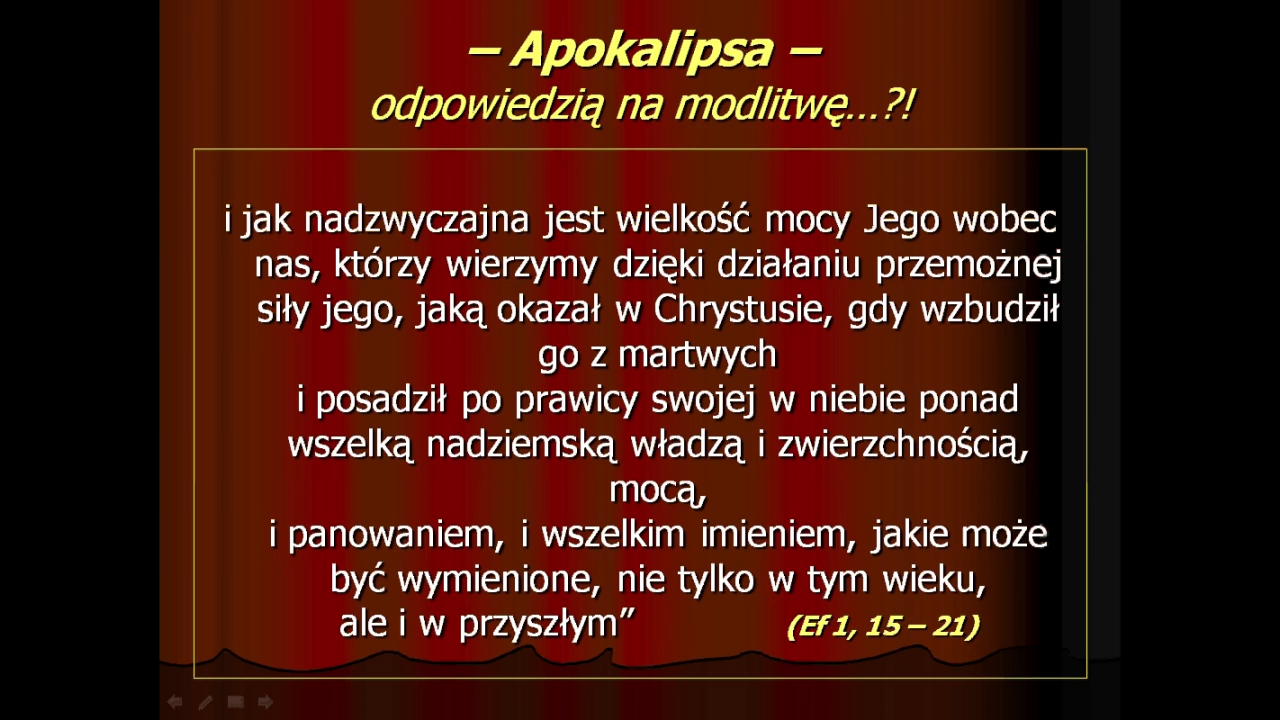 – Apokalipsa –
odpowiedzią na modlitwę...?!
i jak nadzwyczajna jest wielkość mocy Jego wobec
nas, którzy wierzymy dzięki działaniu przemożnej
siły jego, jaką okazał w Chrystusie, gdy wzbudził
go z martwych
i posadził po prawicy swojej w niebie ponad
wszelką nadziemską władzą i zwierzchnością,
mocą,
i panowaniem, i wszelkim imieniem, jakie może
być wymienione, nie tylko w tym wieku,
ale i w przyszłym” (Ef 1, 15 – 21)